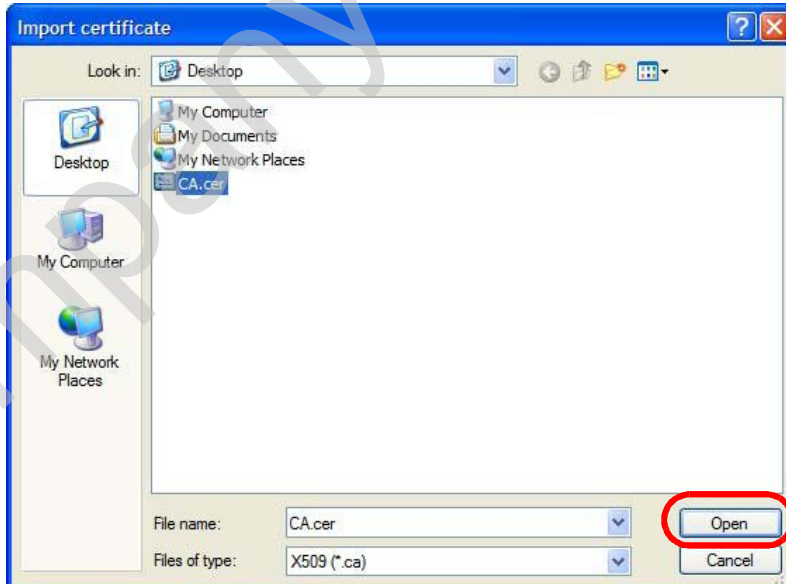 Import certificate
Look in: Desktop
My Computer
My Documents
My Network Places
CA.cer
Desktop
My Computer
My Network
Places
File name: CA.cer Open
Files of type: X509 (*.ca) Cancel